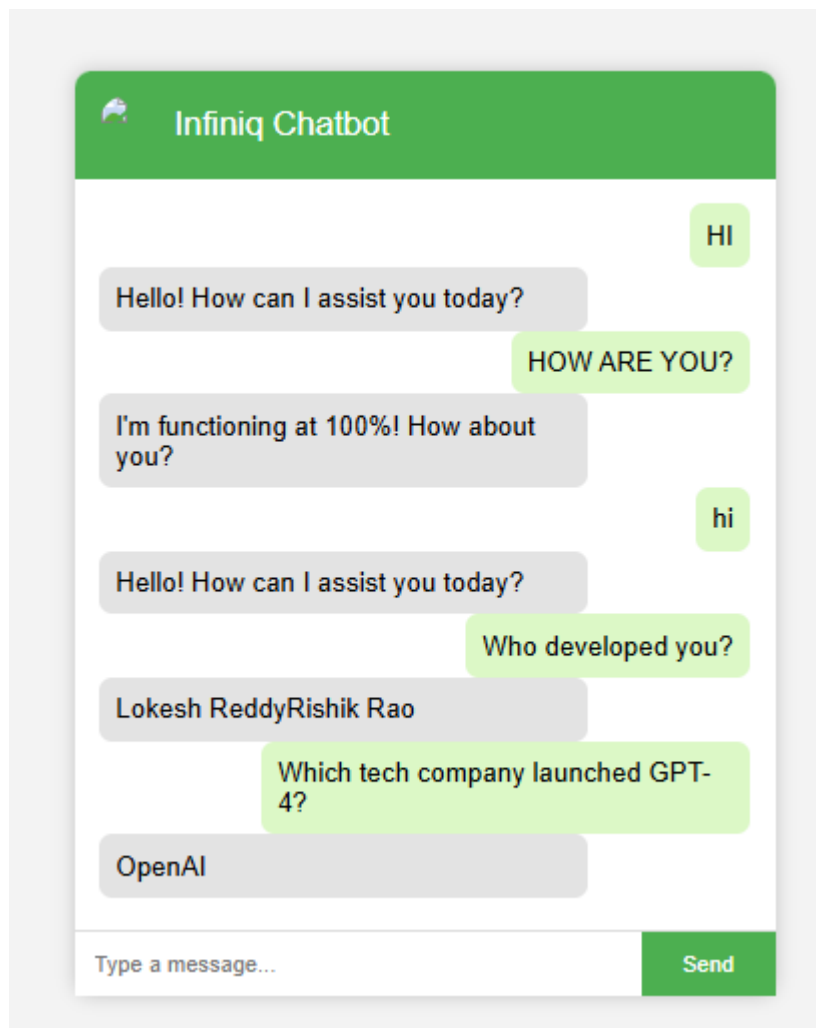 Infiniq Chatbot
HI
Hello! How can I assist you today?
HOW ARE YOU?
I'm functioning at 100%! How about
you?
hi
Hello! How can I assist you today?
Who developed you?
Lokesh ReddyRishik Rao
Which tech company launched GPT-
4?
OpenAI
Type a message...
Send